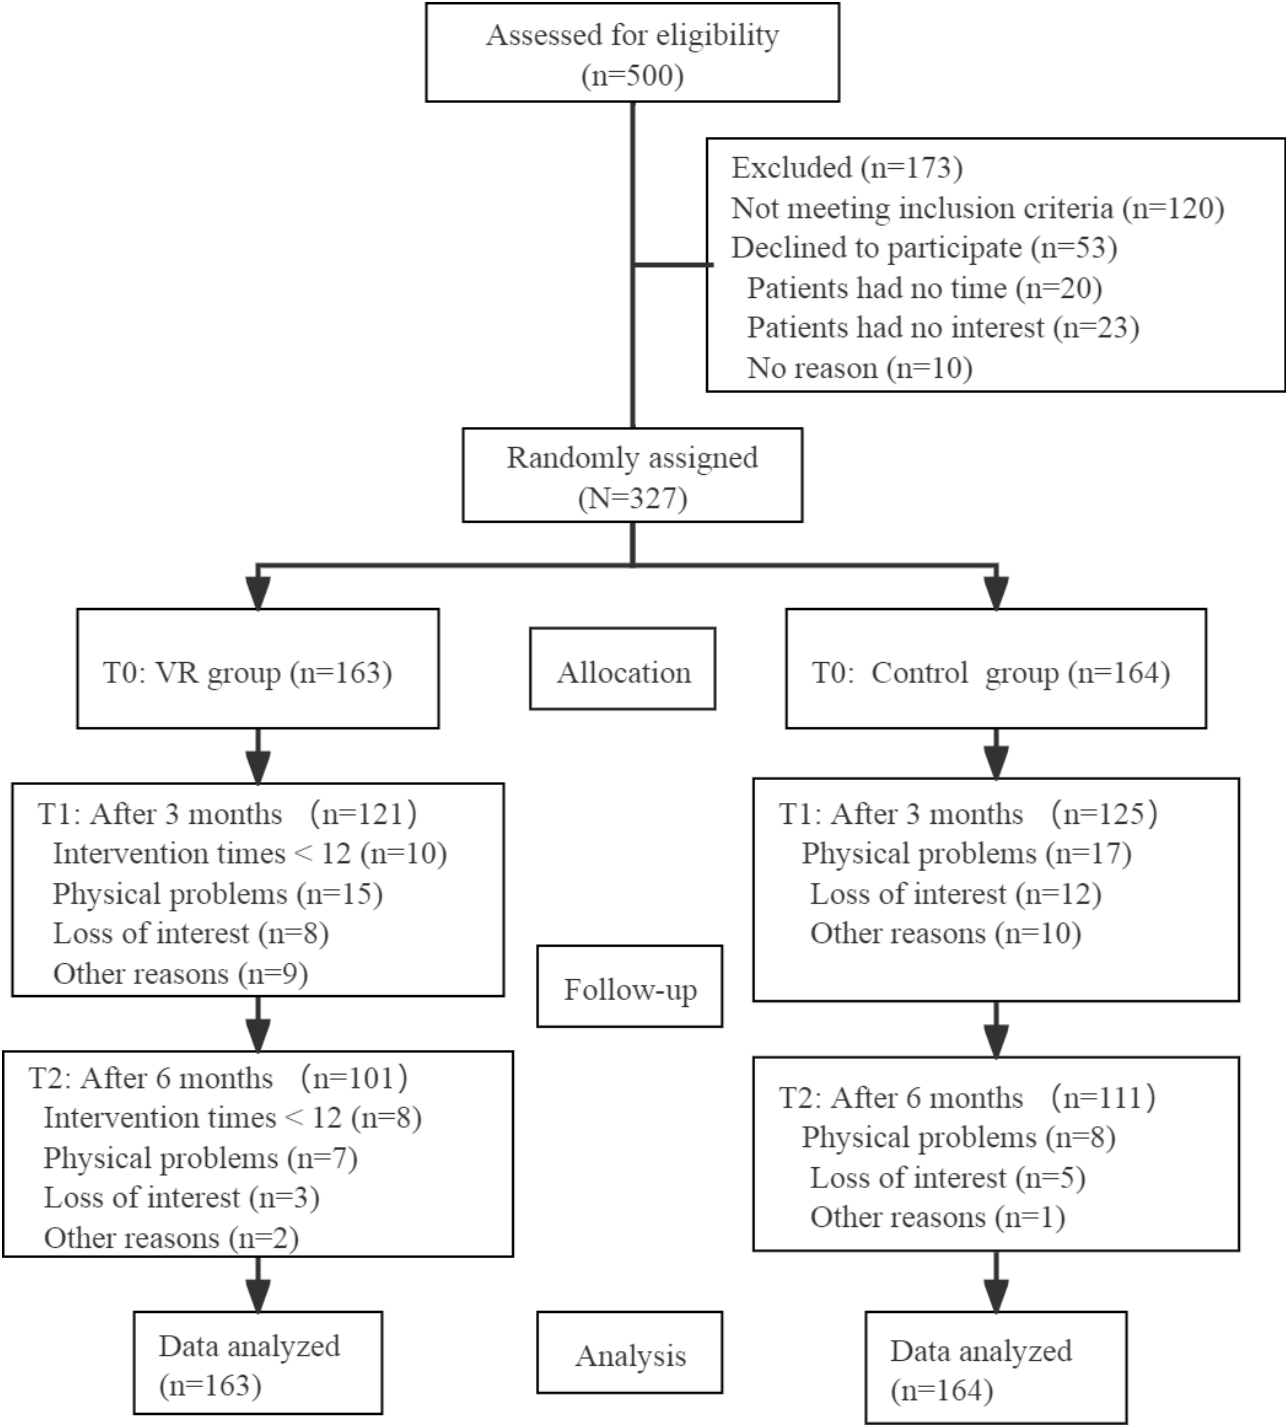 Assessed for eligibility
(n=500)
Excluded (n=173)
Not meeting inclusion criteria (n=120)
Declined to participate (n=53)
Patients had no time (n=20)
Patients had no interest (n=23)
No reason (n=10)
Randomly assigned
(N=327)
T0: VR group (n=163)
Allocation
T0:  Control  group (n=164)
T1: After 3 months （n=121）
Intervention times < 12 (n=10)
Physical problems (n=15)
Loss of interest (n=8)
Other reasons (n=9)
T1: After 3 months （n=125）
Physical problems (n=17)
Loss of interest (n=12)
Other reasons (n=10)
Follow-up
T2: After 6 months （n=101）
Intervention times < 12 (n=8)
Physical problems (n=7)
Loss of interest (n=3)
Other reasons (n=2)
T2: After 6 months （n=111）
Physical problems (n=8)
Loss of interest (n=5)
Other reasons (n=1)
Data analyzed
(n=163)
Analysis
Data analyzed
(n=164)